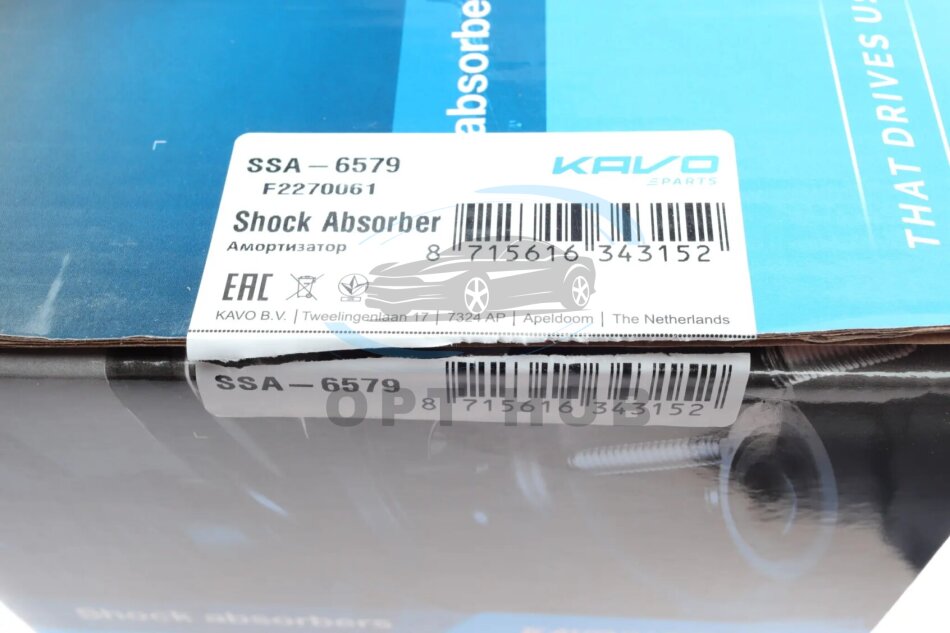 absorbe
THAT DRIVES US
SSA-6579
KAVO
PARTS
F2270061
Shock Absorber
Амортизатор
8 715616 343152
EAC
KAVO B.V. | Tweelingenlaan 17 | 7324 AP | Apeldoorn | The Netherlands
SSA-6579
8 715616 343152
OPT HUB
Shock absorbers